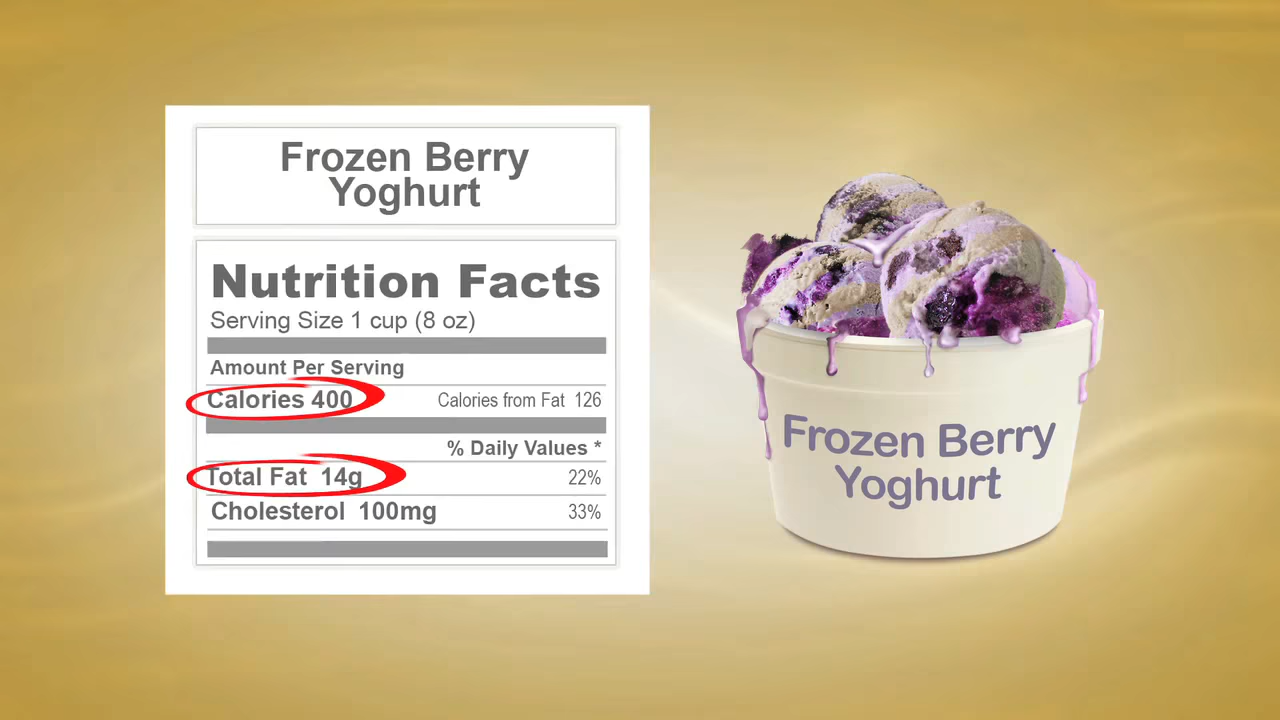 Frozen Berry
Yoghurt
Nutrition Facts
Serving Size 1 cup (8 oz)
Amount Per Serving
Calories 400 Calories from Fat 126
% Daily Values *
Total Fat 14g 22%
Cholesterol 100mg 33%
Frozen Berry
Yoghurt